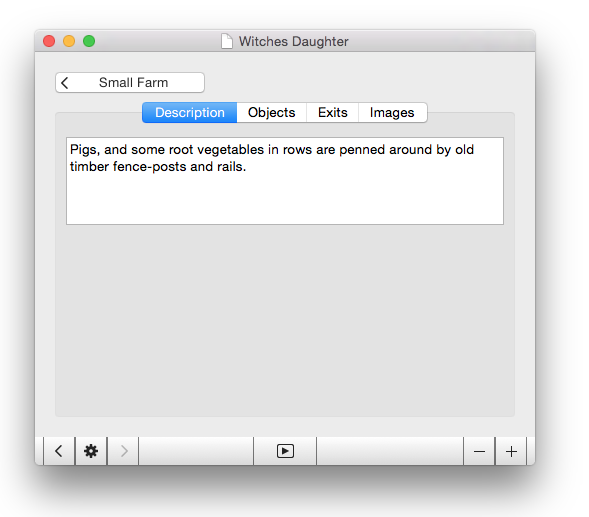 Witches Daughter
Small Farm
Description Objects Exits Images
Pigs, and some root vegetables in rows are penned around by old
timber fence-posts and rails.